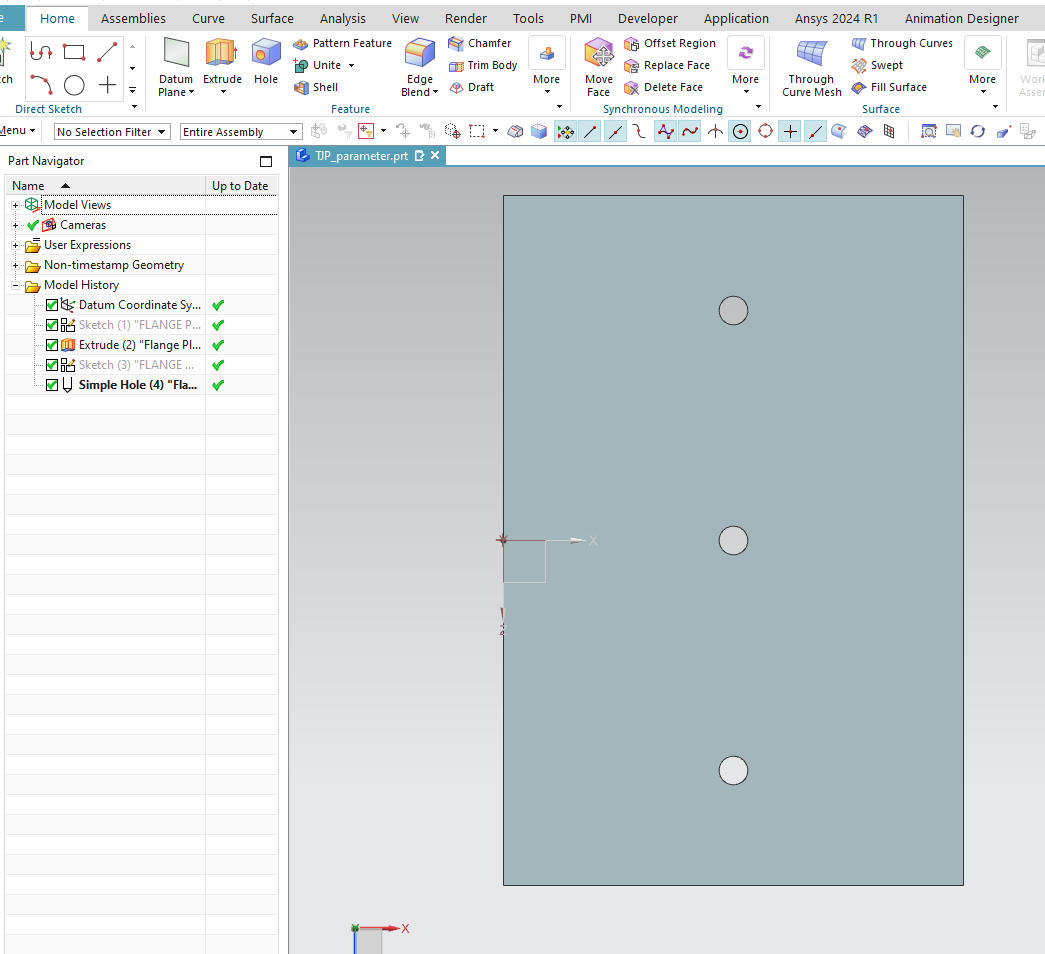 Home Assemblies Curve Surface Analysis View Render Tools PMI Developer Application Ansys 2024 R1 Animation Designer
Direct Sketch
Datum Plane
Extrude
Hole
Pattern Feature
Unite
Shell
Edge Blend
Chamfer
Trim Body
Draft
More
Feature
Move Face
Offset Region
Replace Face
Delete Face
More
Synchronous Modeling
Through Curve Mesh
Through Curves
Swept
Fill Surface
More
Surface
Menu
No Selection Filter
Entire Assembly
Part Navigator
TIP_parameter.prt
Name Up to Date
Model Views
Cameras
User Expressions
Non-timestamp Geometry
Model History
Datum Coordinate Sy...
Sketch (1) "FLANGE P...
Extrude (2) "Flange Pl...
Sketch (3) "FLANGE ...
Simple Hole (4) "Fla...
X
Z
X